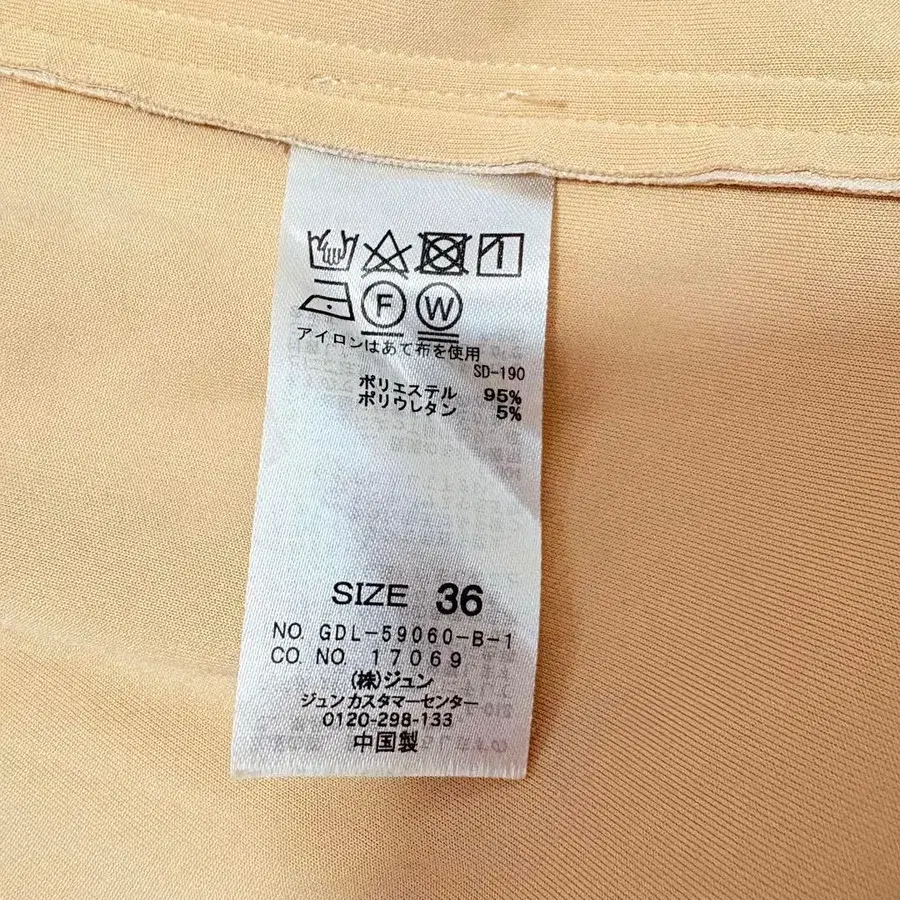 F W
アイロンはあて布を使用
SD-190
ポリエステル 95%
ポリウレタン 5%
SIZE 36
NO. GDL-59060-B-1
CO. NO. 17069
(株)ジュン
ジュンカスタマーセンター
0120-298-133
中国製